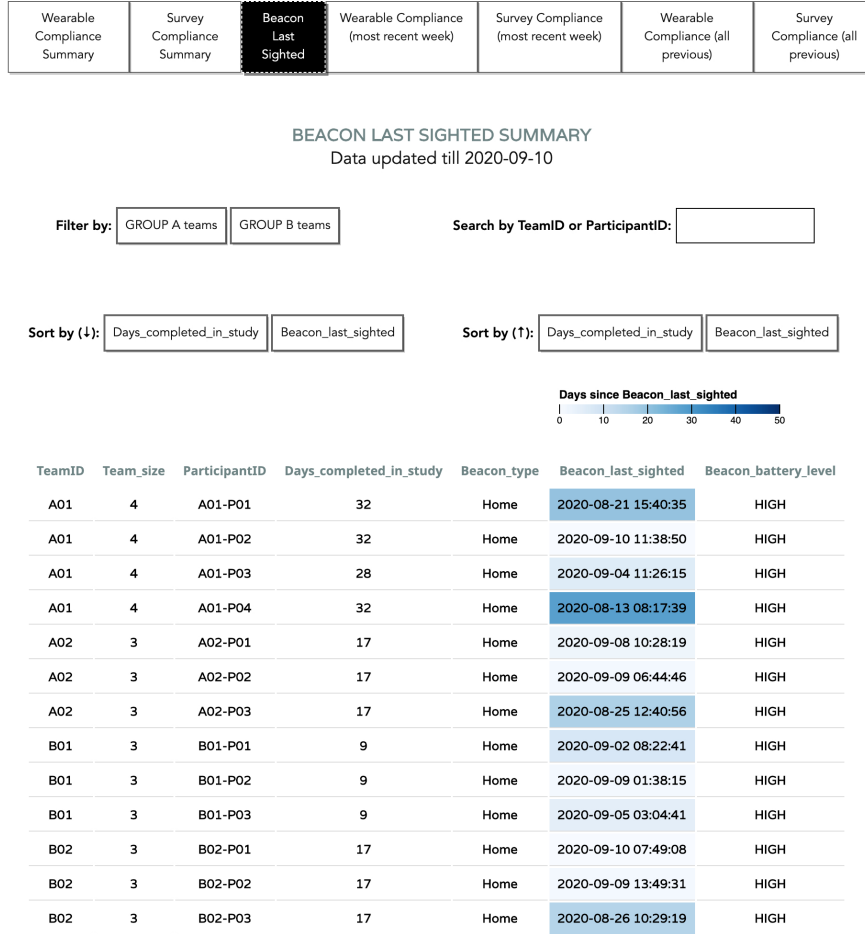 Wearable Compliance Summary
Survey Compliance Summary
Beacon Last Sighted
Wearable Compliance (most recent week)
Survey Compliance (most recent week)
Wearable Compliance (all previous)
Survey Compliance (all previous)
BEACON LAST SIGHTED SUMMARY
Data updated till 2020-09-10
Filter by: GROUP A teams GROUP B teams Search by TeamID or ParticipantID:
Sort by (↓): Days_completed_in_study Beacon_last_sighted Sort by (↑): Days_completed_in_study Beacon_last_sighted
Days since Beacon_last_sighted
0 10 20 30 40 50
TeamID Team_size ParticipantID Days_completed_in_study Beacon_type Beacon_last_sighted Beacon_battery_level
A01 4 A01-P01 32 Home 2020-08-21 15:40:35 HIGH
A01 4 A01-P02 32 Home 2020-09-10 11:38:50 HIGH
A01 4 A01-P03 28 Home 2020-09-04 11:26:15 HIGH
A01 4 A01-P04 32 Home 2020-08-13 08:17:39 HIGH
A02 3 A02-P01 17 Home 2020-09-08 10:28:19 HIGH
A02 3 A02-P02 17 Home 2020-09-09 06:44:46 HIGH
A02 3 A02-P03 17 Home 2020-08-25 12:40:56 HIGH
B01 3 B01-P01 9 Home 2020-09-02 08:22:41 HIGH
B01 3 B01-P02 9 Home 2020-09-09 01:38:15 HIGH
B01 3 B01-P03 9 Home 2020-09-05 03:04:41 HIGH
B02 3 B02-P01 17 Home 2020-09-10 07:49:08 HIGH
B02 3 B02-P02 17 Home 2020-09-09 13:49:31 HIGH
B02 3 B02-P03 17 Home 2020-08-26 10:29:19 HIGH